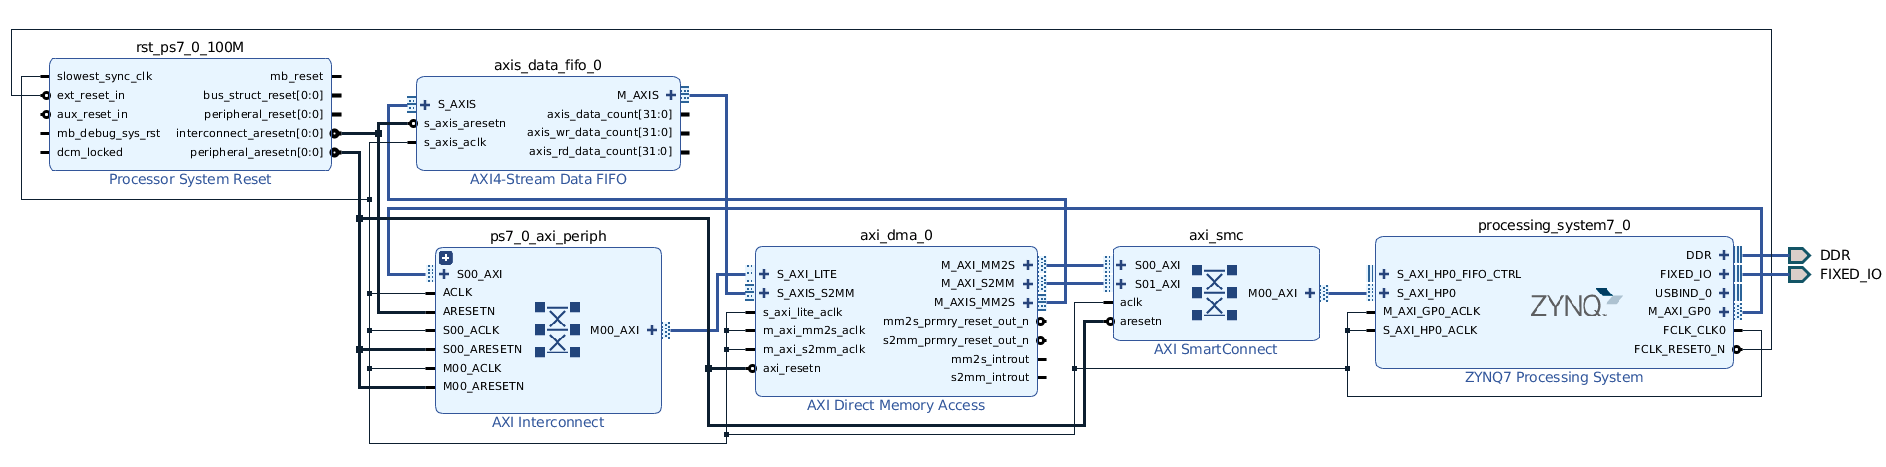 rst_ps7_0_100M
slowest_sync_clk
ext_reset_in
aux_reset_in
mb_debug_sys_rst
dcm_locked
mb_reset
bus_struct_reset[0:0]
peripheral_reset[0:0]
interconnect_aresetn[0:0]
peripheral_aresetn[0:0]
Processor System Reset
axis_data_fifo_0
S_AXIS
s_axis_aresetn
s_axis_aclk
M_AXIS
axis_data_count[31:0]
axis_wr_data_count[31:0]
axis_rd_data_count[31:0]
AXI4-Stream Data FIFO
ps7_0_axi_periph
S00_AXI
ACLK
ARESETN
S00_ACLK
S00_ARESETN
M00_ACLK
M00_ARESETN
M00_AXI
AXI Interconnect
axi_dma_0
S_AXI_LITE
S_AXIS_S2MM
s_axi_lite_aclk
m_axi_mm2s_aclk
m_axi_s2mm_aclk
axi_resetn
M_AXI_MM2S
M_AXI_S2MM
M_AXIS_MM2S
mm2s_prmry_reset_out_n
s2mm_prmry_reset_out_n
mm2s_introut
s2mm_introut
AXI Direct Memory Access
axi_smc
S00_AXI
S01_AXI
aclk
aresetn
M00_AXI
AXI SmartConnect
processing_system7_0
S_AXI_HP0_FIFO_CTRL
S_AXI_HP0
M_AXI_GP0_ACLK
S_AXI_HP0_ACLK
ZYNQ
DDR
FIXED_IO
USBIND_0
M_AXI_GP0
FCLK_CLK0
FCLK_RESET0_N
ZYNQ7 Processing System
DDR
FIXED_IO